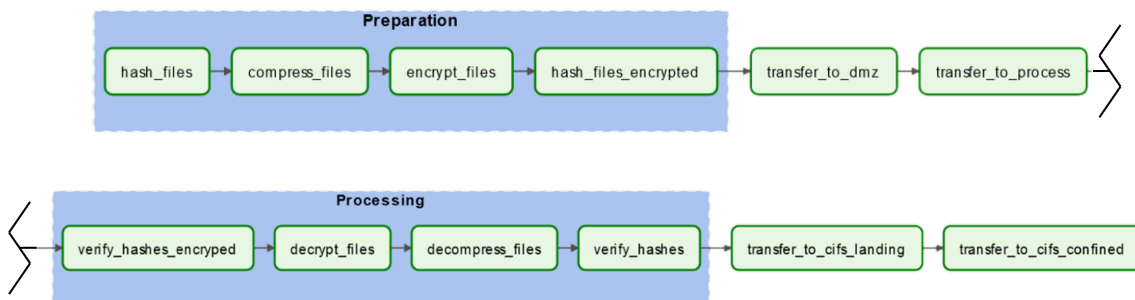 Preparation
hash_files
compress_files
encrypt_files
hash_files_encrypted
transfer_to_dmz
transfer_to_process
Processing
verify_hashes_encryped
decrypt_files
decompress_files
verify_hashes
transfer_to_cifs_landing
transfer_to_cifs_confined